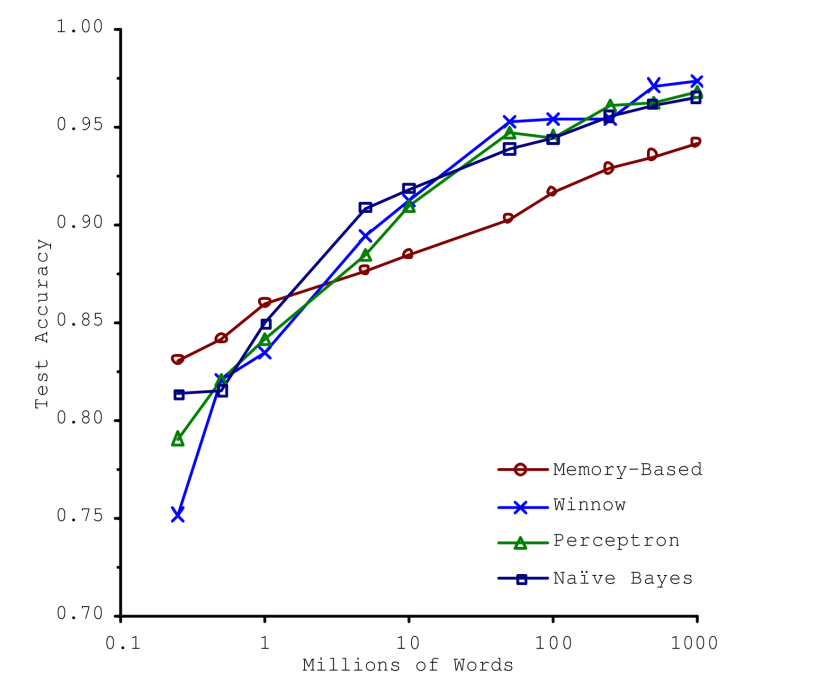 1.00
0.95
0.90
0.85
0.80
0.75
0.70
Test Accuracy
0.1 1 10 100 1000
Millions of Words
Memory-Based
Winnow
Perceptron
Naïve Bayes